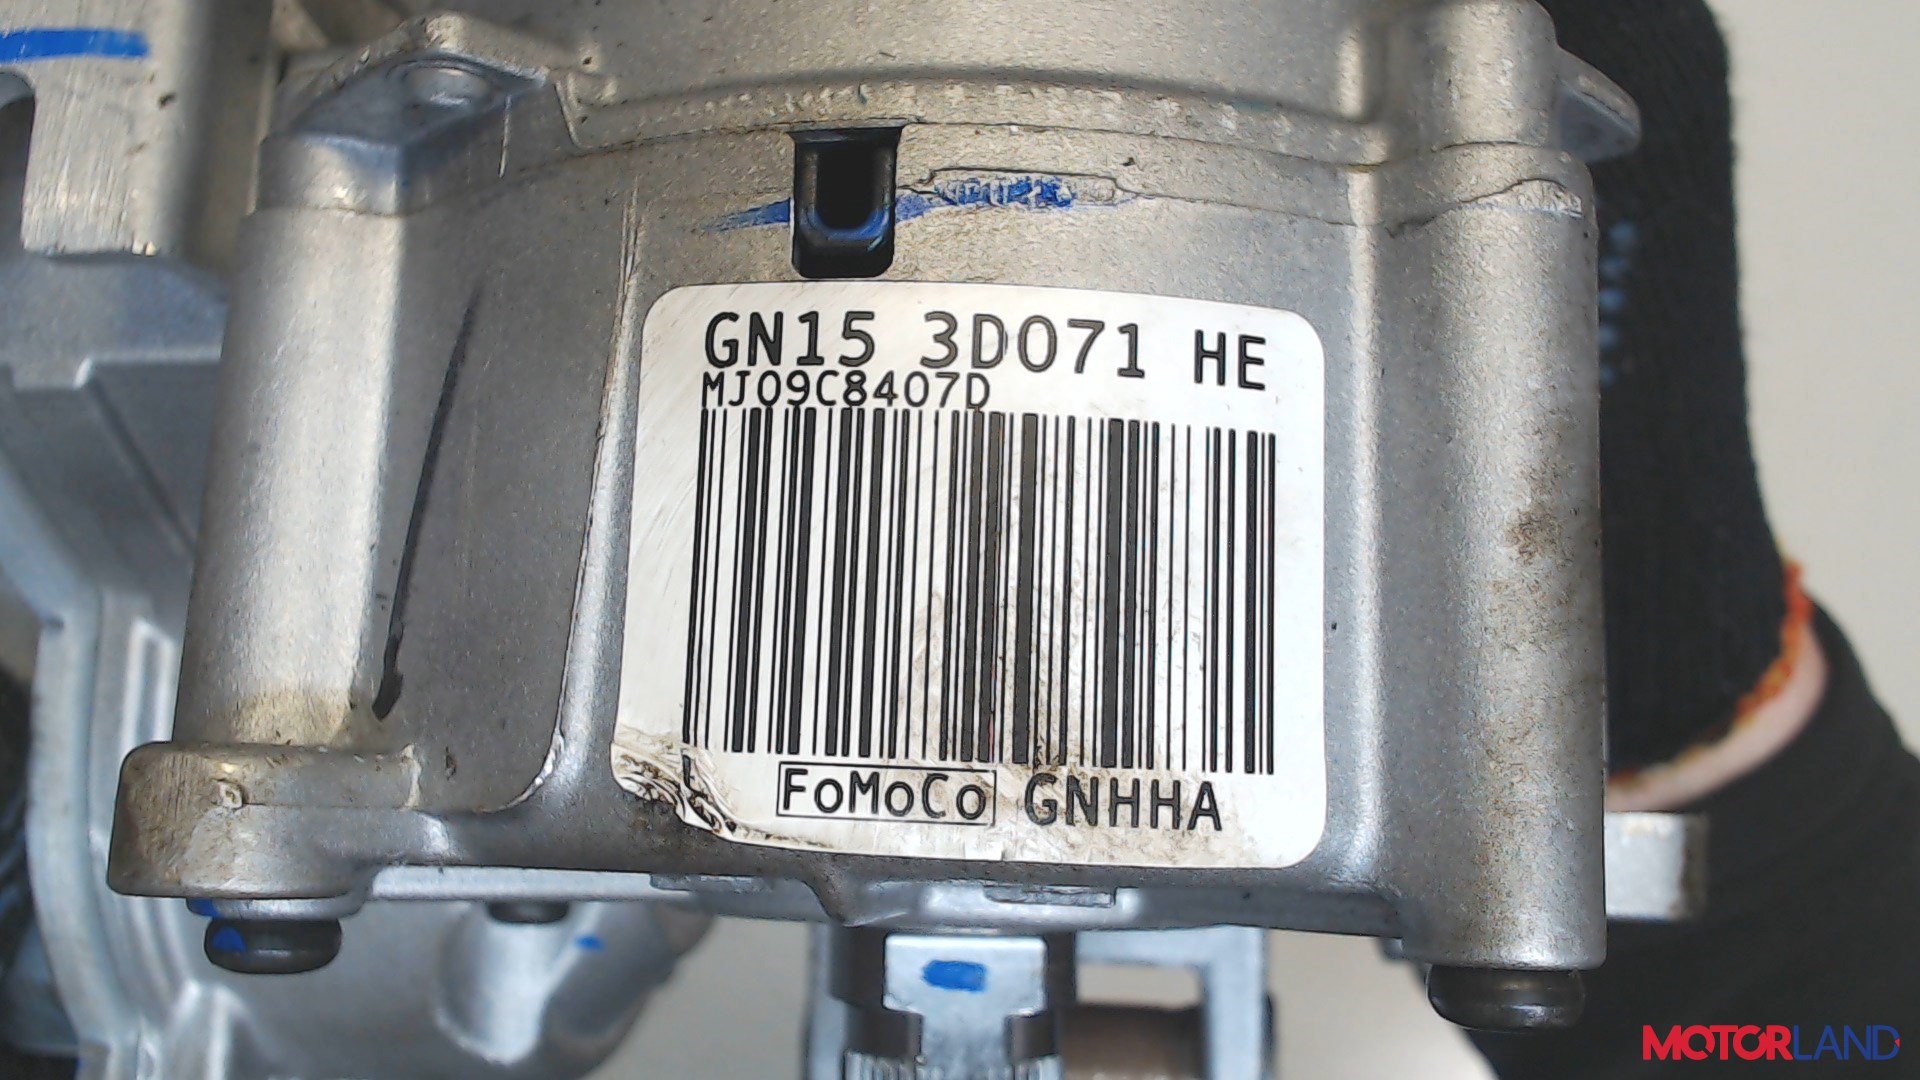 GN15 3D071 HE
MJ09C8407D
L FoMoCo GNHHA
MOTORLAND